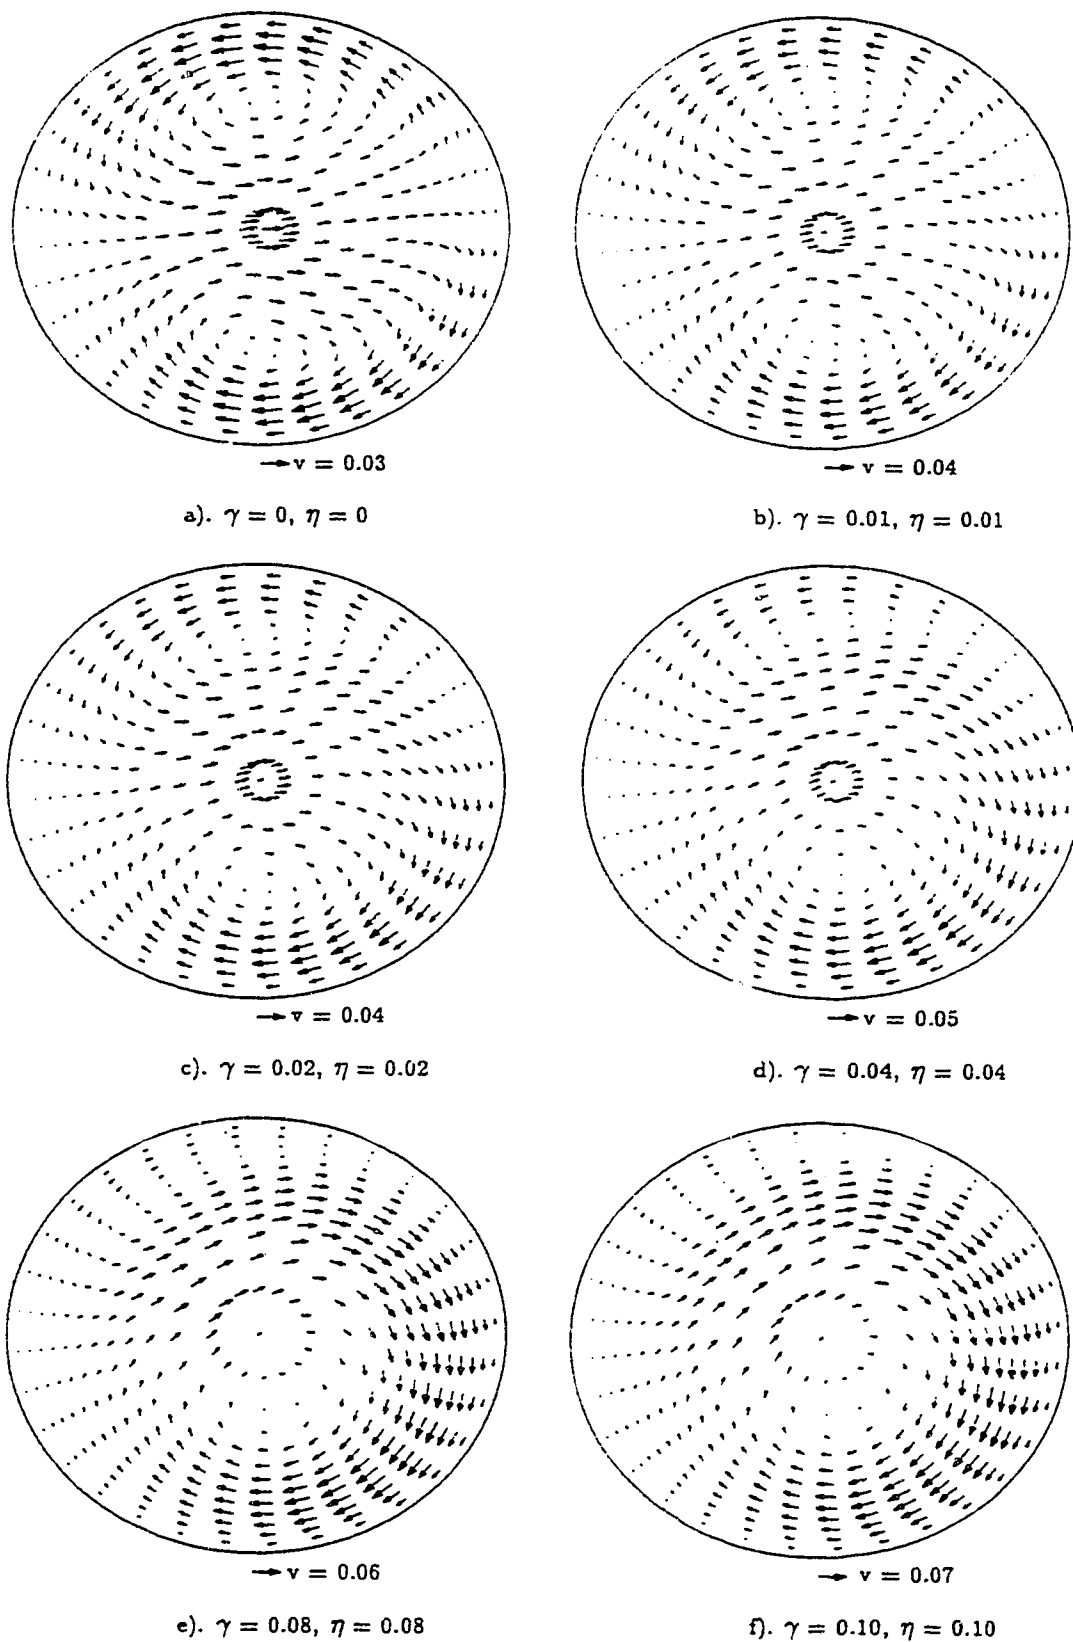 v = 0.03
v = 0.04
a). γ = 0, η = 0
b). γ = 0.01, η = 0.01
v = 0.04
v = 0.05
c). γ = 0.02, η = 0.02
d). γ = 0.04, η = 0.04
v = 0.06
v = 0.07
e). γ = 0.08, η = 0.08
f). γ = 0.10, η = 0.10